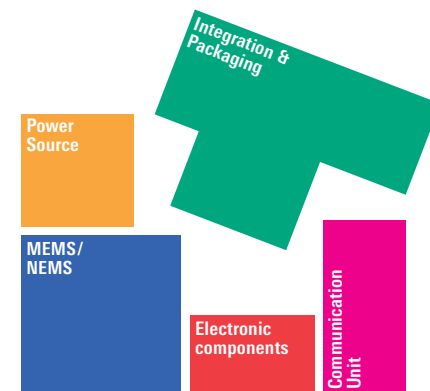 Integration &
Packaging
Power
Source
MEMS/
NEMS
Electronic
components
Communication
Unit